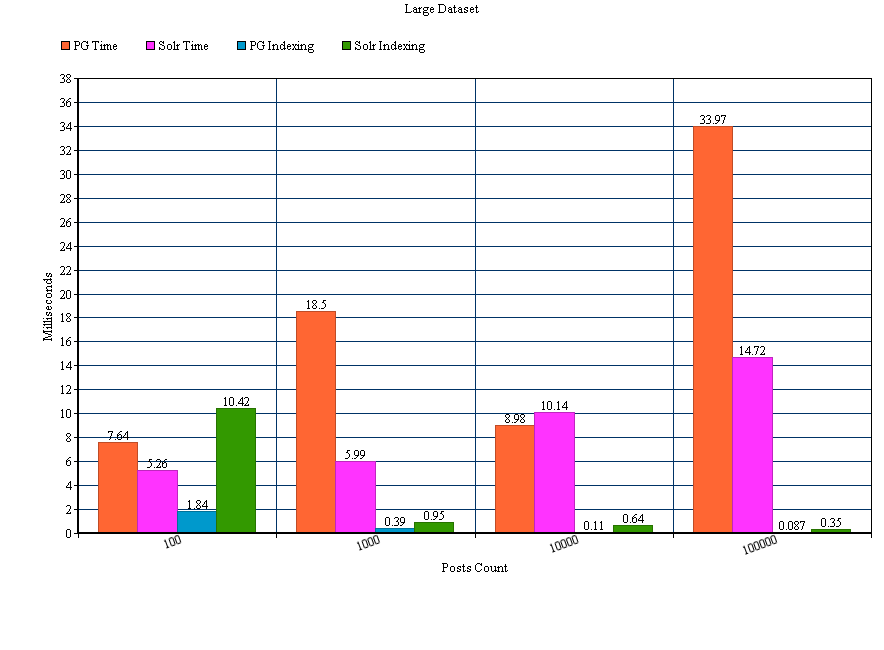 Large Dataset
PG Time Solr Time PG Indexing Solr Indexing
38
36
34
32
30
28
26
24
22
20
18
16
14
12
10
8
6
4
2
0
Milliseconds
7.64 5.26 1.84 10.42
18.5 5.99 0.39 0.95
8.98 10.14 0.11 0.64
33.97 14.72 0.087 0.35
100 1000 10000 100000
Posts Count